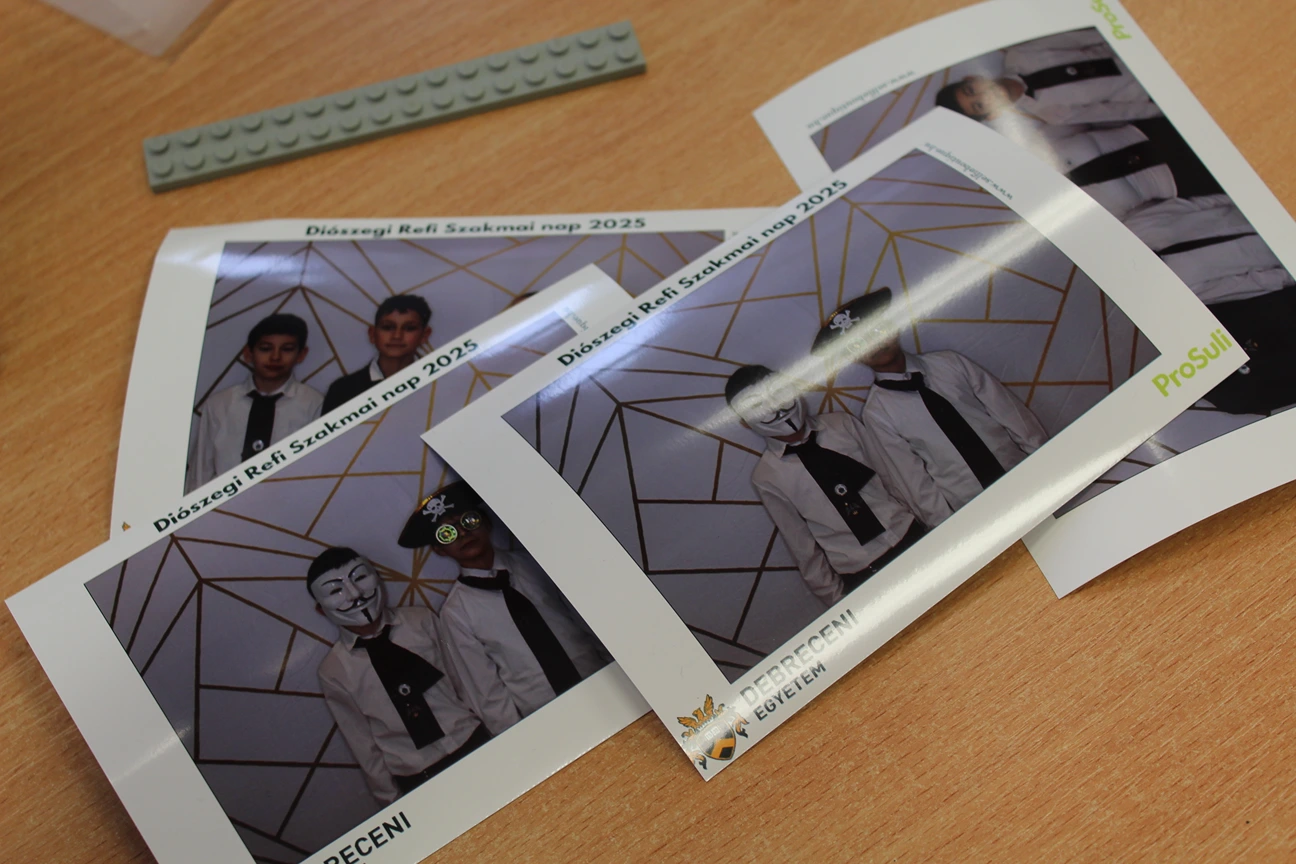 ProSuli
Diószegi Refi Szakmai nap 2025
Diószegi Refi Szakmai nap 2025
ProSuli
Diószegi Refi Szakmai nap 2025
DEBRECENI
EGYETEM
RECENI